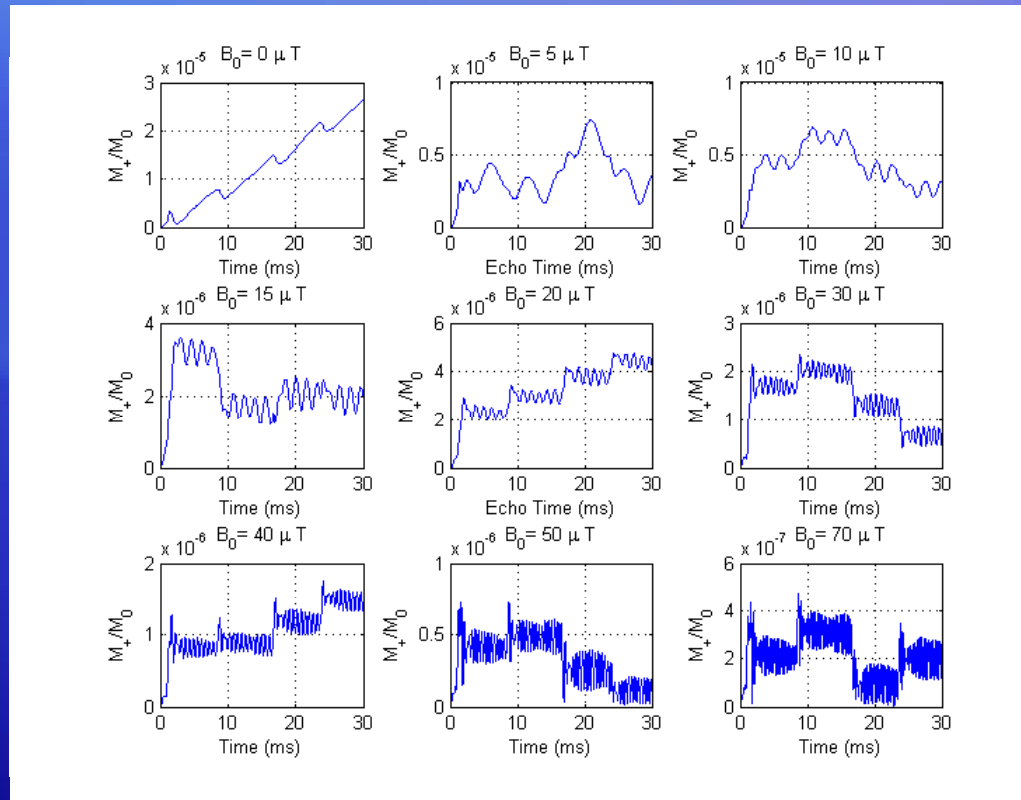 x 10⁻⁵ B₀= 0 μ T
M₊/M₀
3
2
1
0
0 10 20 30
Time (ms)
x 10⁻⁵ B₀= 5 μ T
M₊/M₀
1
0.5
0
0 10 20 30
Echo Time (ms)
x 10⁻⁵ B₀= 10 μ T
M₊/M₀
1
0.5
0
0 10 20 30
Time (ms)
x 10⁻⁶ B₀= 15 μ T
M₊/M₀
4
2
0
0 10 20 30
Time (ms)
x 10⁻⁶ B₀= 20 μ T
M₊/M₀
6
4
2
0
0 10 20 30
Echo Time (ms)
x 10⁻⁶ B₀= 30 μ T
M₊/M₀
3
2
1
0
0 10 20 30
Time (ms)
x 10⁻⁶ B₀= 40 μ T
M₊/M₀
2
1
0
0 10 20 30
Time (ms)
x 10⁻⁶ B₀= 50 μ T
M₊/M₀
1
0.5
0
0 10 20 30
Time (ms)
x 10⁻⁷ B₀= 70 μ T
M₊/M₀
6
4
2
0
0 10 20 30
Time (ms)